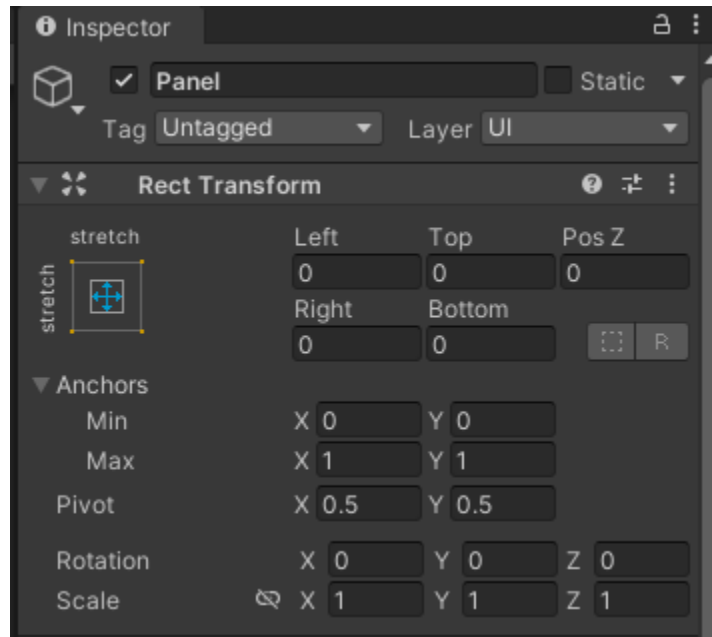 Inspector
Panel
Static
Tag Untagged Layer UI
Rect Transform
stretch Left Top Pos Z
stretch
0 0 0
Right Bottom
0 0 R
Anchors
Min X 0 Y 0
Max X 1 Y 1
Pivot X 0.5 Y 0.5
Rotation X 0 Y 0 Z 0
Scale X 1 Y 1 Z 1